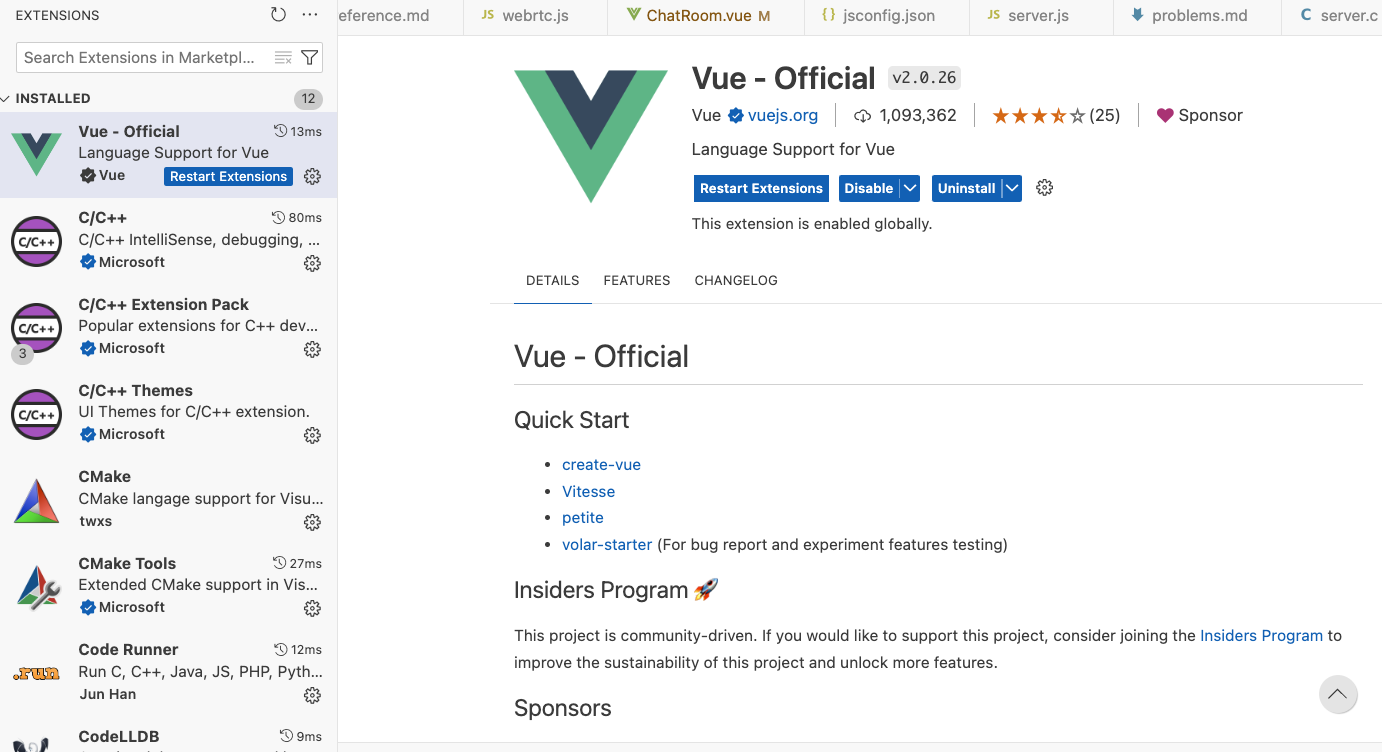 EXTENSIONS
Search Extensions in Marketpl...
INSTALLED 12
Vue - Official 13ms
Language Support for Vue
Vue Restart Extensions
C/C++ 80ms
C/C++ IntelliSense, debugging, ...
Microsoft
C/C++ Extension Pack
Popular extensions for C++ dev...
3 Microsoft
C/C++ Themes
UI Themes for C/C++ extension.
Microsoft
CMake
CMake langage support for Visu...
twxs
CMake Tools 27ms
Extended CMake support in Vis...
Microsoft
Code Runner 12ms
.run Run C, C++, Java, JS, PHP, Pyth...
Jun Han
CodeLLDB 9ms
eference.md JS webrtc.js ChatRoom.vue M {} jsconfig.json JS server.js problems.md C server.c
Vue - Official v2.0.26
Vue vuejs.org 1,093,362 (25) Sponsor
Language Support for Vue
Restart Extensions Disable Uninstall
This extension is enabled globally.
DETAILS FEATURES CHANGELOG
Vue - Official
Quick Start
• create-vue
• Vitesse
• petite
• volar-starter (For bug report and experiment features testing)
Insiders Program 🚀
This project is community-driven. If you would like to support this project, consider joining the Insiders Program to
improve the sustainability of this project and unlock more features.
Sponsors